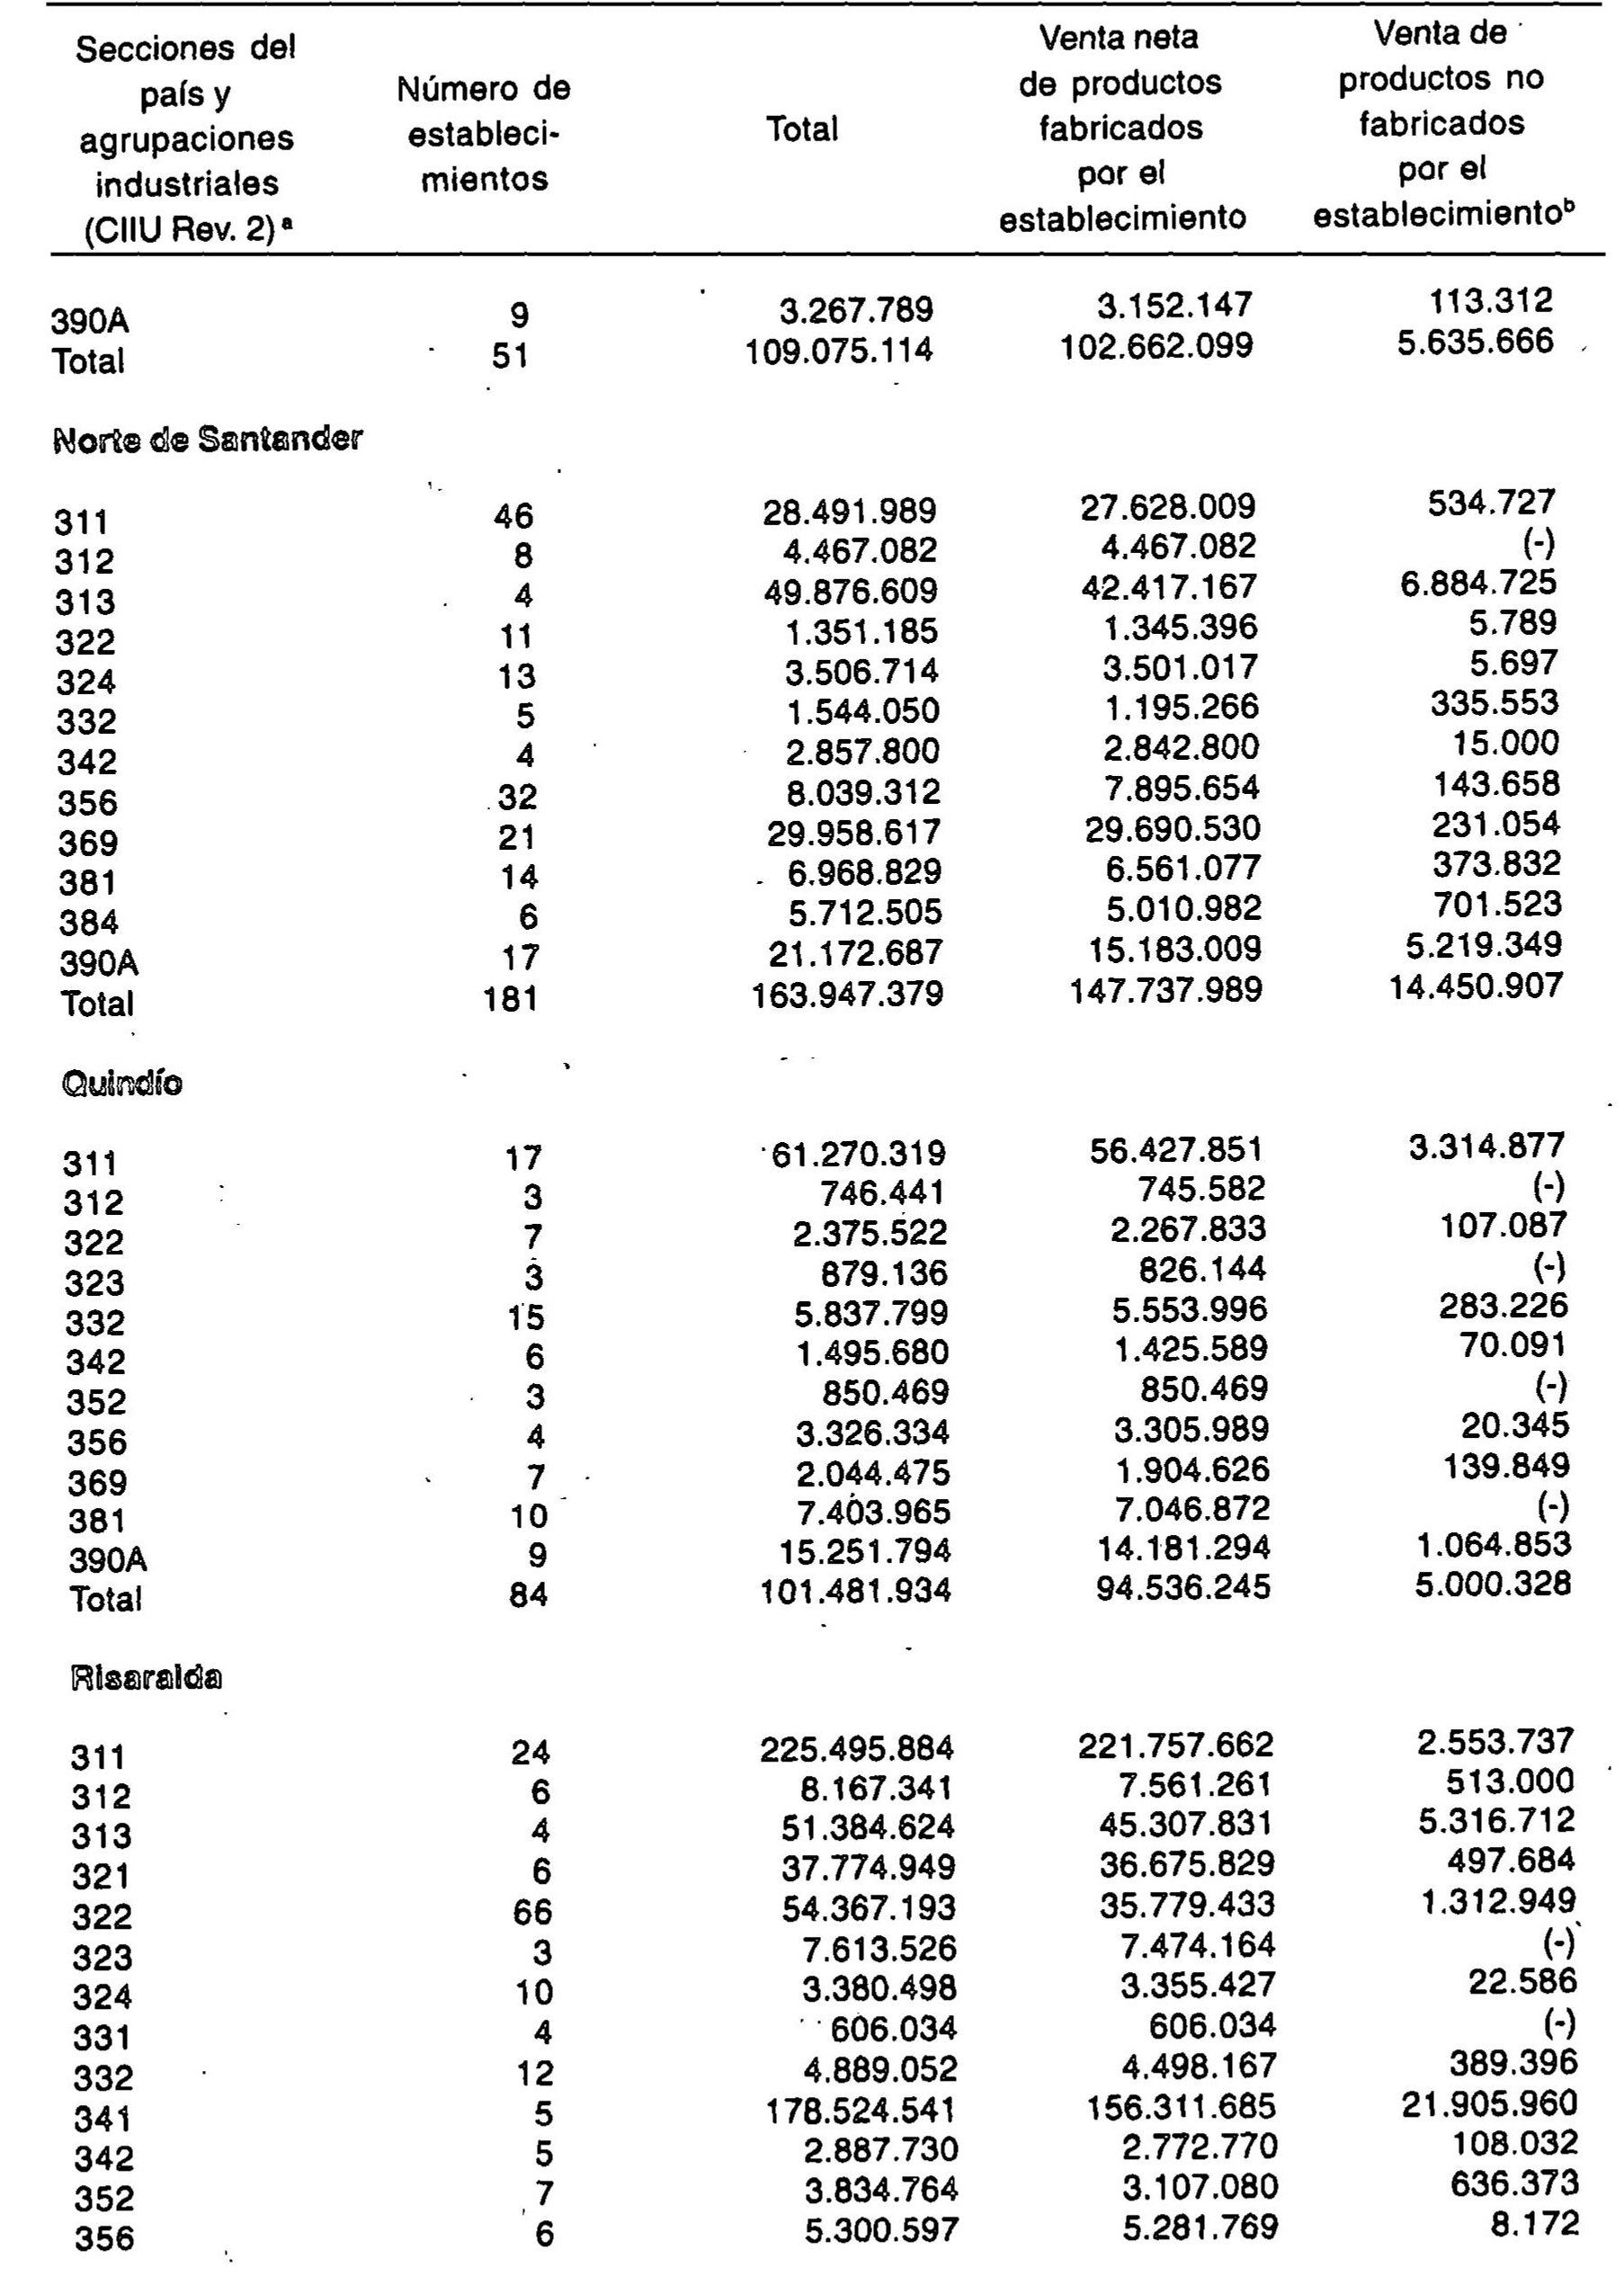 Secciones del país y agrupaciones industriales (CIIU Rev. 2) a Número de estableci- mientos Total Venta neta de productos fabricados por el establecimiento Venta de productos no fabricados por el establecimiento b
390A 9 3.267.789 3.152.147 113.312
Total 51 109.075.114 102.662.099 5.635.666
Norte de Santander
311 46 28.491.989 27.628.009 534.727
312 8 4.467.082 4.467.082 (-)
313 4 49.876.609 42.417.167 6.884.725
322 11 1.351.185 1.345.396 5.789
324 13 3.506.714 3.501.017 5.697
332 5 1.544.050 1.195.266 335.553
342 4 2.857.800 2.842.800 15.000
356 32 8.039.312 7.895.654 143.658
369 21 29.958.617 29.690.530 231.054
381 14 6.968.829 6.561.077 373.832
384 6 5.712.505 5.010.982 701.523
390A 17 21.172.687 15.183.009 5.219.349
Total 181 163.947.379 147.737.989 14.450.907
Quindío
311 17 61.270.319 56.427.851 3.314.877
312 3 746.441 745.582 (-)
322 7 2.375.522 2.267.833 107.087
323 3 879.136 826.144 (-)
332 15 5.837.799 5.553.996 283.226
342 6 1.495.680 1.425.589 70.091
352 3 850.469 850.469 (-)
356 4 3.326.334 3.305.989 20.345
369 7 2.044.475 1.904.626 139.849
381 10 7.403.965 7.046.872 (-)
390A 9 15.251.794 14.181.294 1.064.853
Total 84 101.481.934 94.536.245 5.000.328
Risaralda
311 24 225.495.884 221.757.662 2.553.737
312 6 8.167.341 7.561.261 513.000
313 4 51.384.624 45.307.831 5.316.712
321 6 37.774.949 36.675.829 497.684
322 66 54.367.193 35.779.433 1.312.949
323 3 7.613.526 7.474.164 (-)
324 10 3.380.498 3.355.427 22.586
331 4 606.034 606.034 (-)
332 12 4.889.052 4.498.167 389.396
341 5 178.524.541 156.311.685 21.905.960
342 5 2.887.730 2.772.770 108.032
352 7 3.834.764 3.107.080 636.373
356 6 5.300.597 5.281.769 8.172